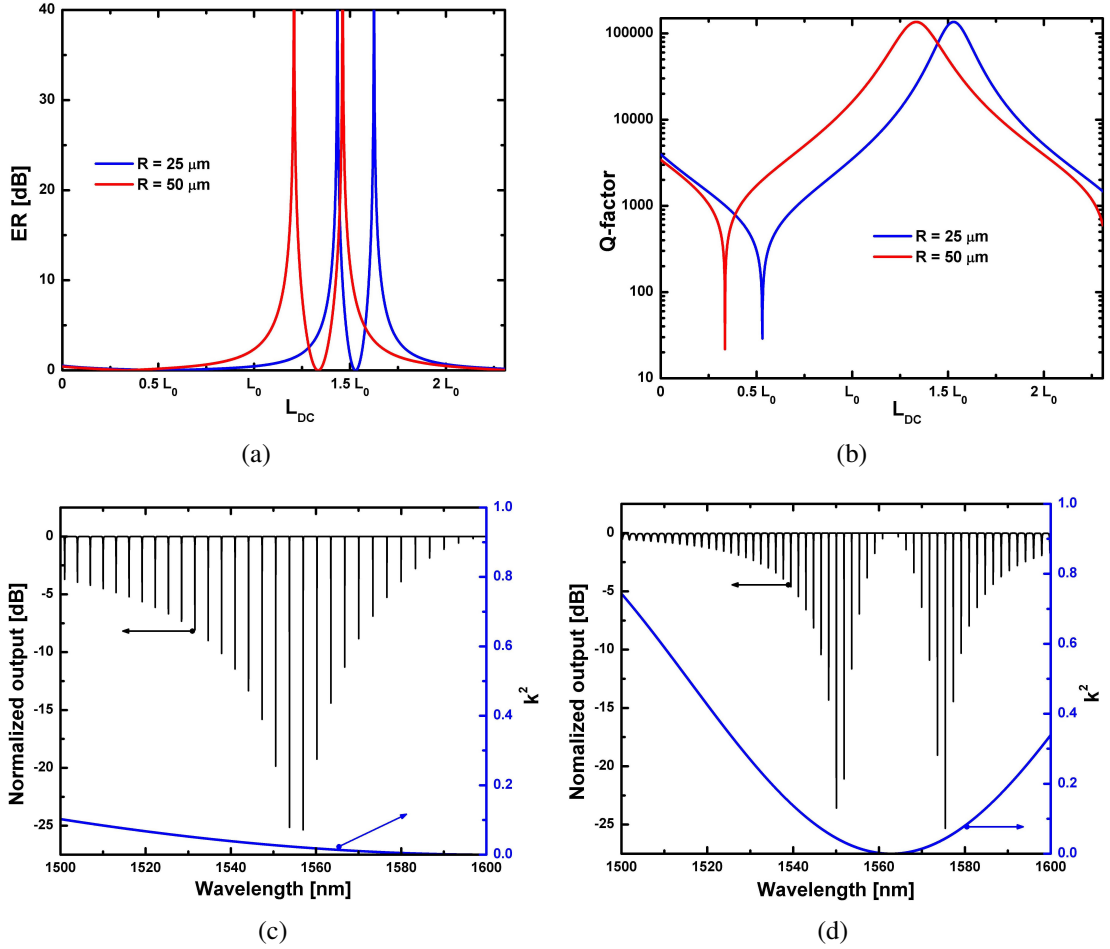 40
30
20
10
0
ER [dB]
R = 25 μm
R = 50 μm
0 0.5 L₀ L₀ 1.5 L₀ 2 L₀
L_DC
(a)
100000
10000
1000
100
10
Q-factor
R = 25 μm
R = 50 μm
0 0.5 L₀ L₀ 1.5 L₀ 2 L₀
L_DC
(b)
0
-5
-10
-15
-20
-25
Normalized output [dB]
1.0
0.8
0.6
0.4
0.2
0.0
k²
1500 1520 1540 1560 1580 1600
Wavelength [nm]
(c)
0
-5
-10
-15
-20
-25
Nomalized output [dB]
1.0
0.8
0.6
0.4
0.2
0.0
k²
1500 1520 1540 1560 1580 1600
Wavelength [nm]
(d)